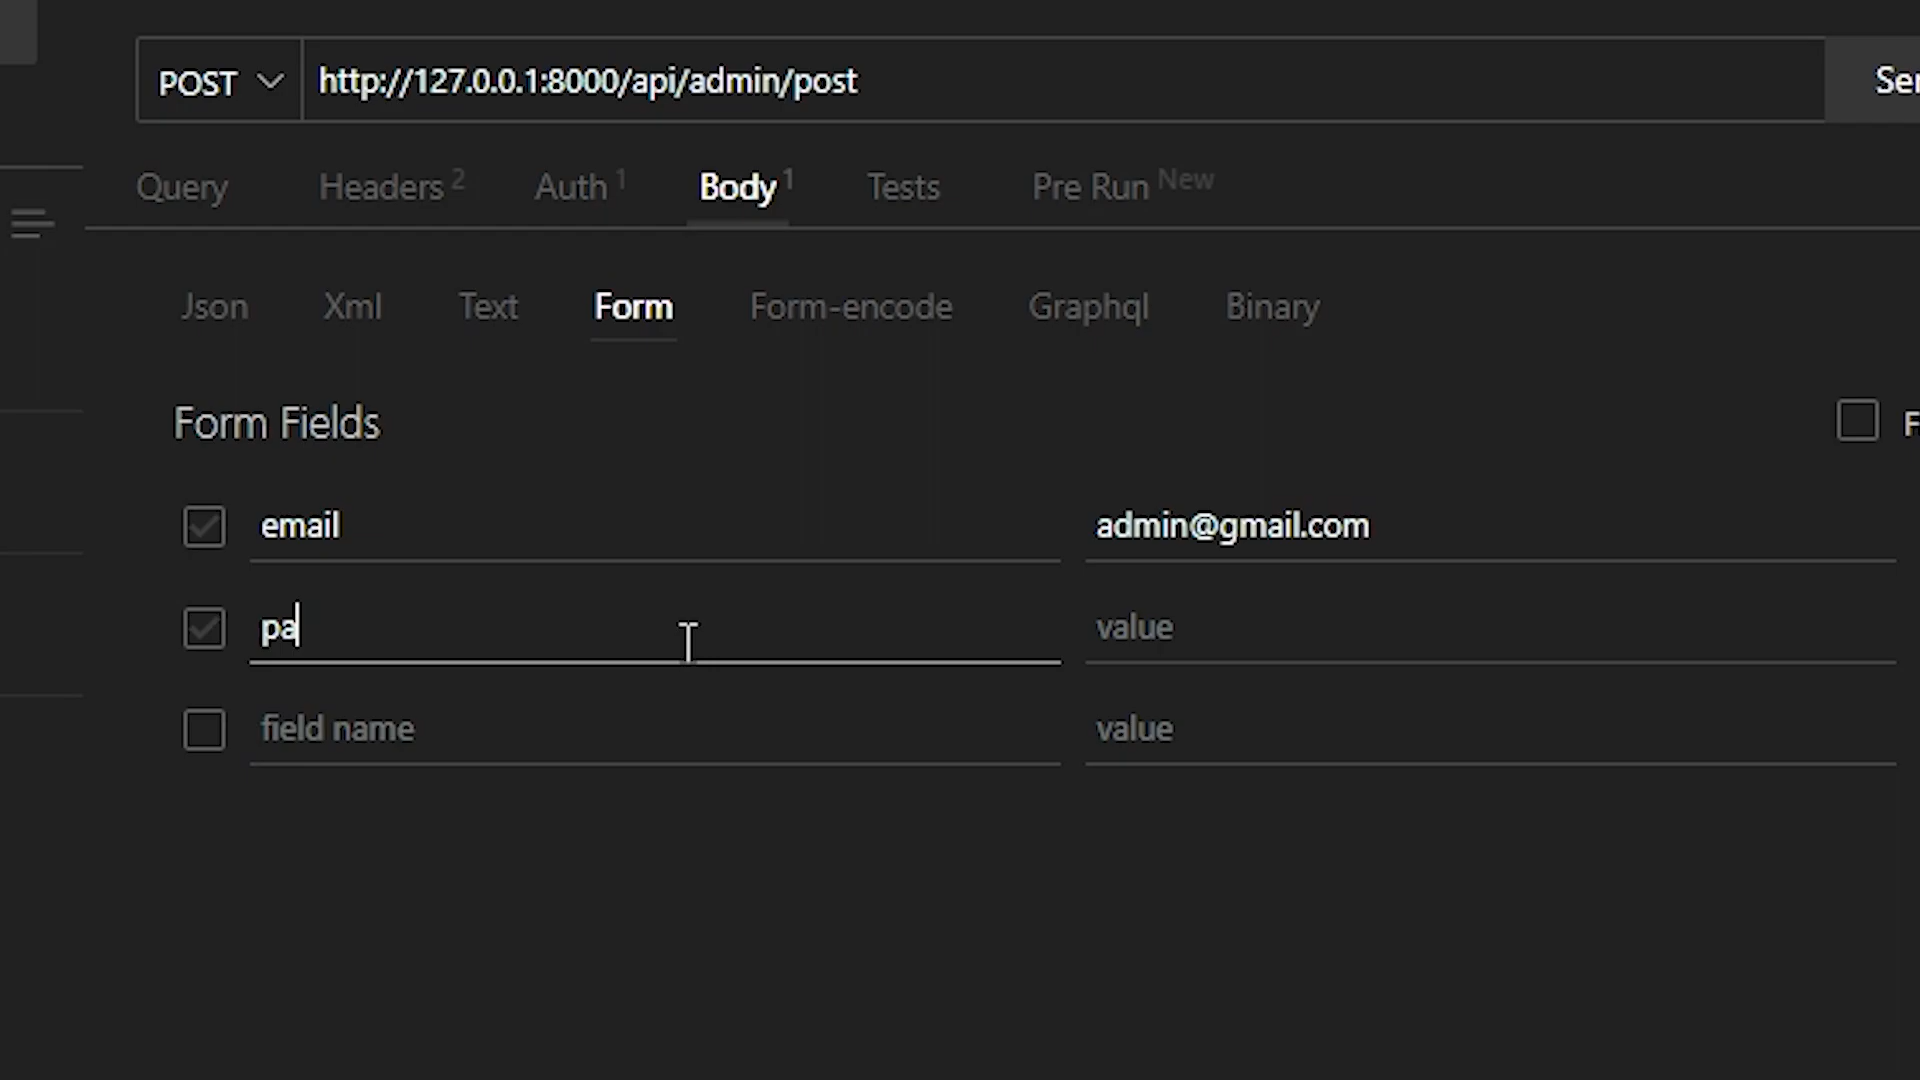 POST http://127.0.0.1:8000/api/admin/post
Query Headers 2 Auth 1 Body 1 Tests Pre Run New
Json Xml Text Form Form-encode Graphql Binary
Form Fields
email admin@gmail.com
pa value
field name value